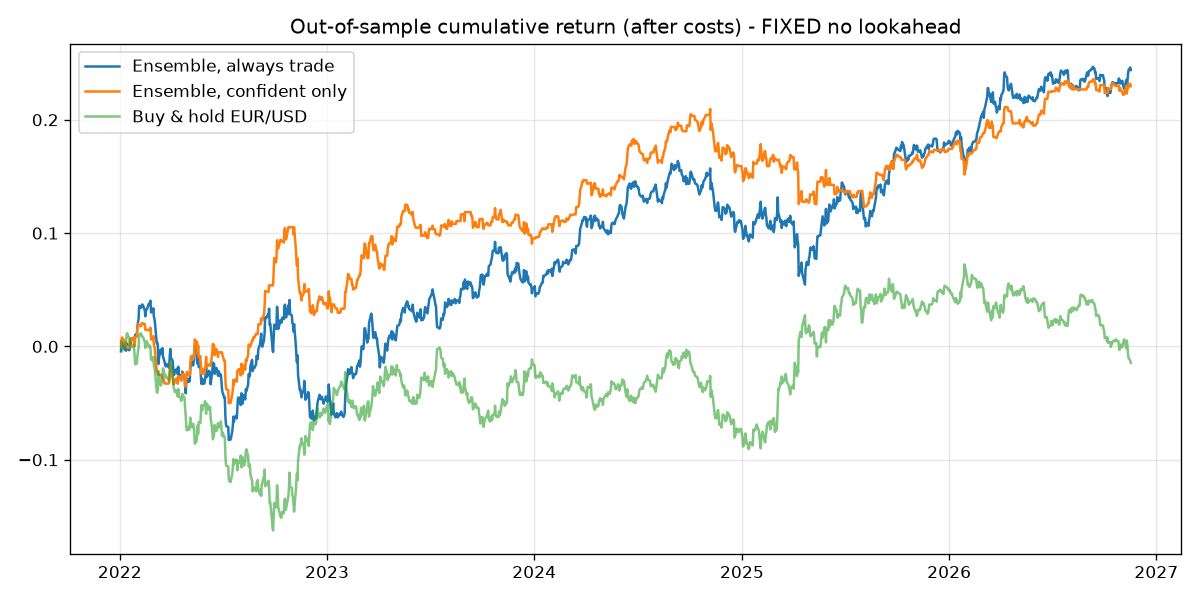 Out-of-sample cumulative return (after costs) - FIXED no lookahead
Ensemble, always trade
Ensemble, confident only
Buy & hold EUR/USD
0.2
0.1
0.0
−0.1
2022 2023 2024 2025 2026 2027